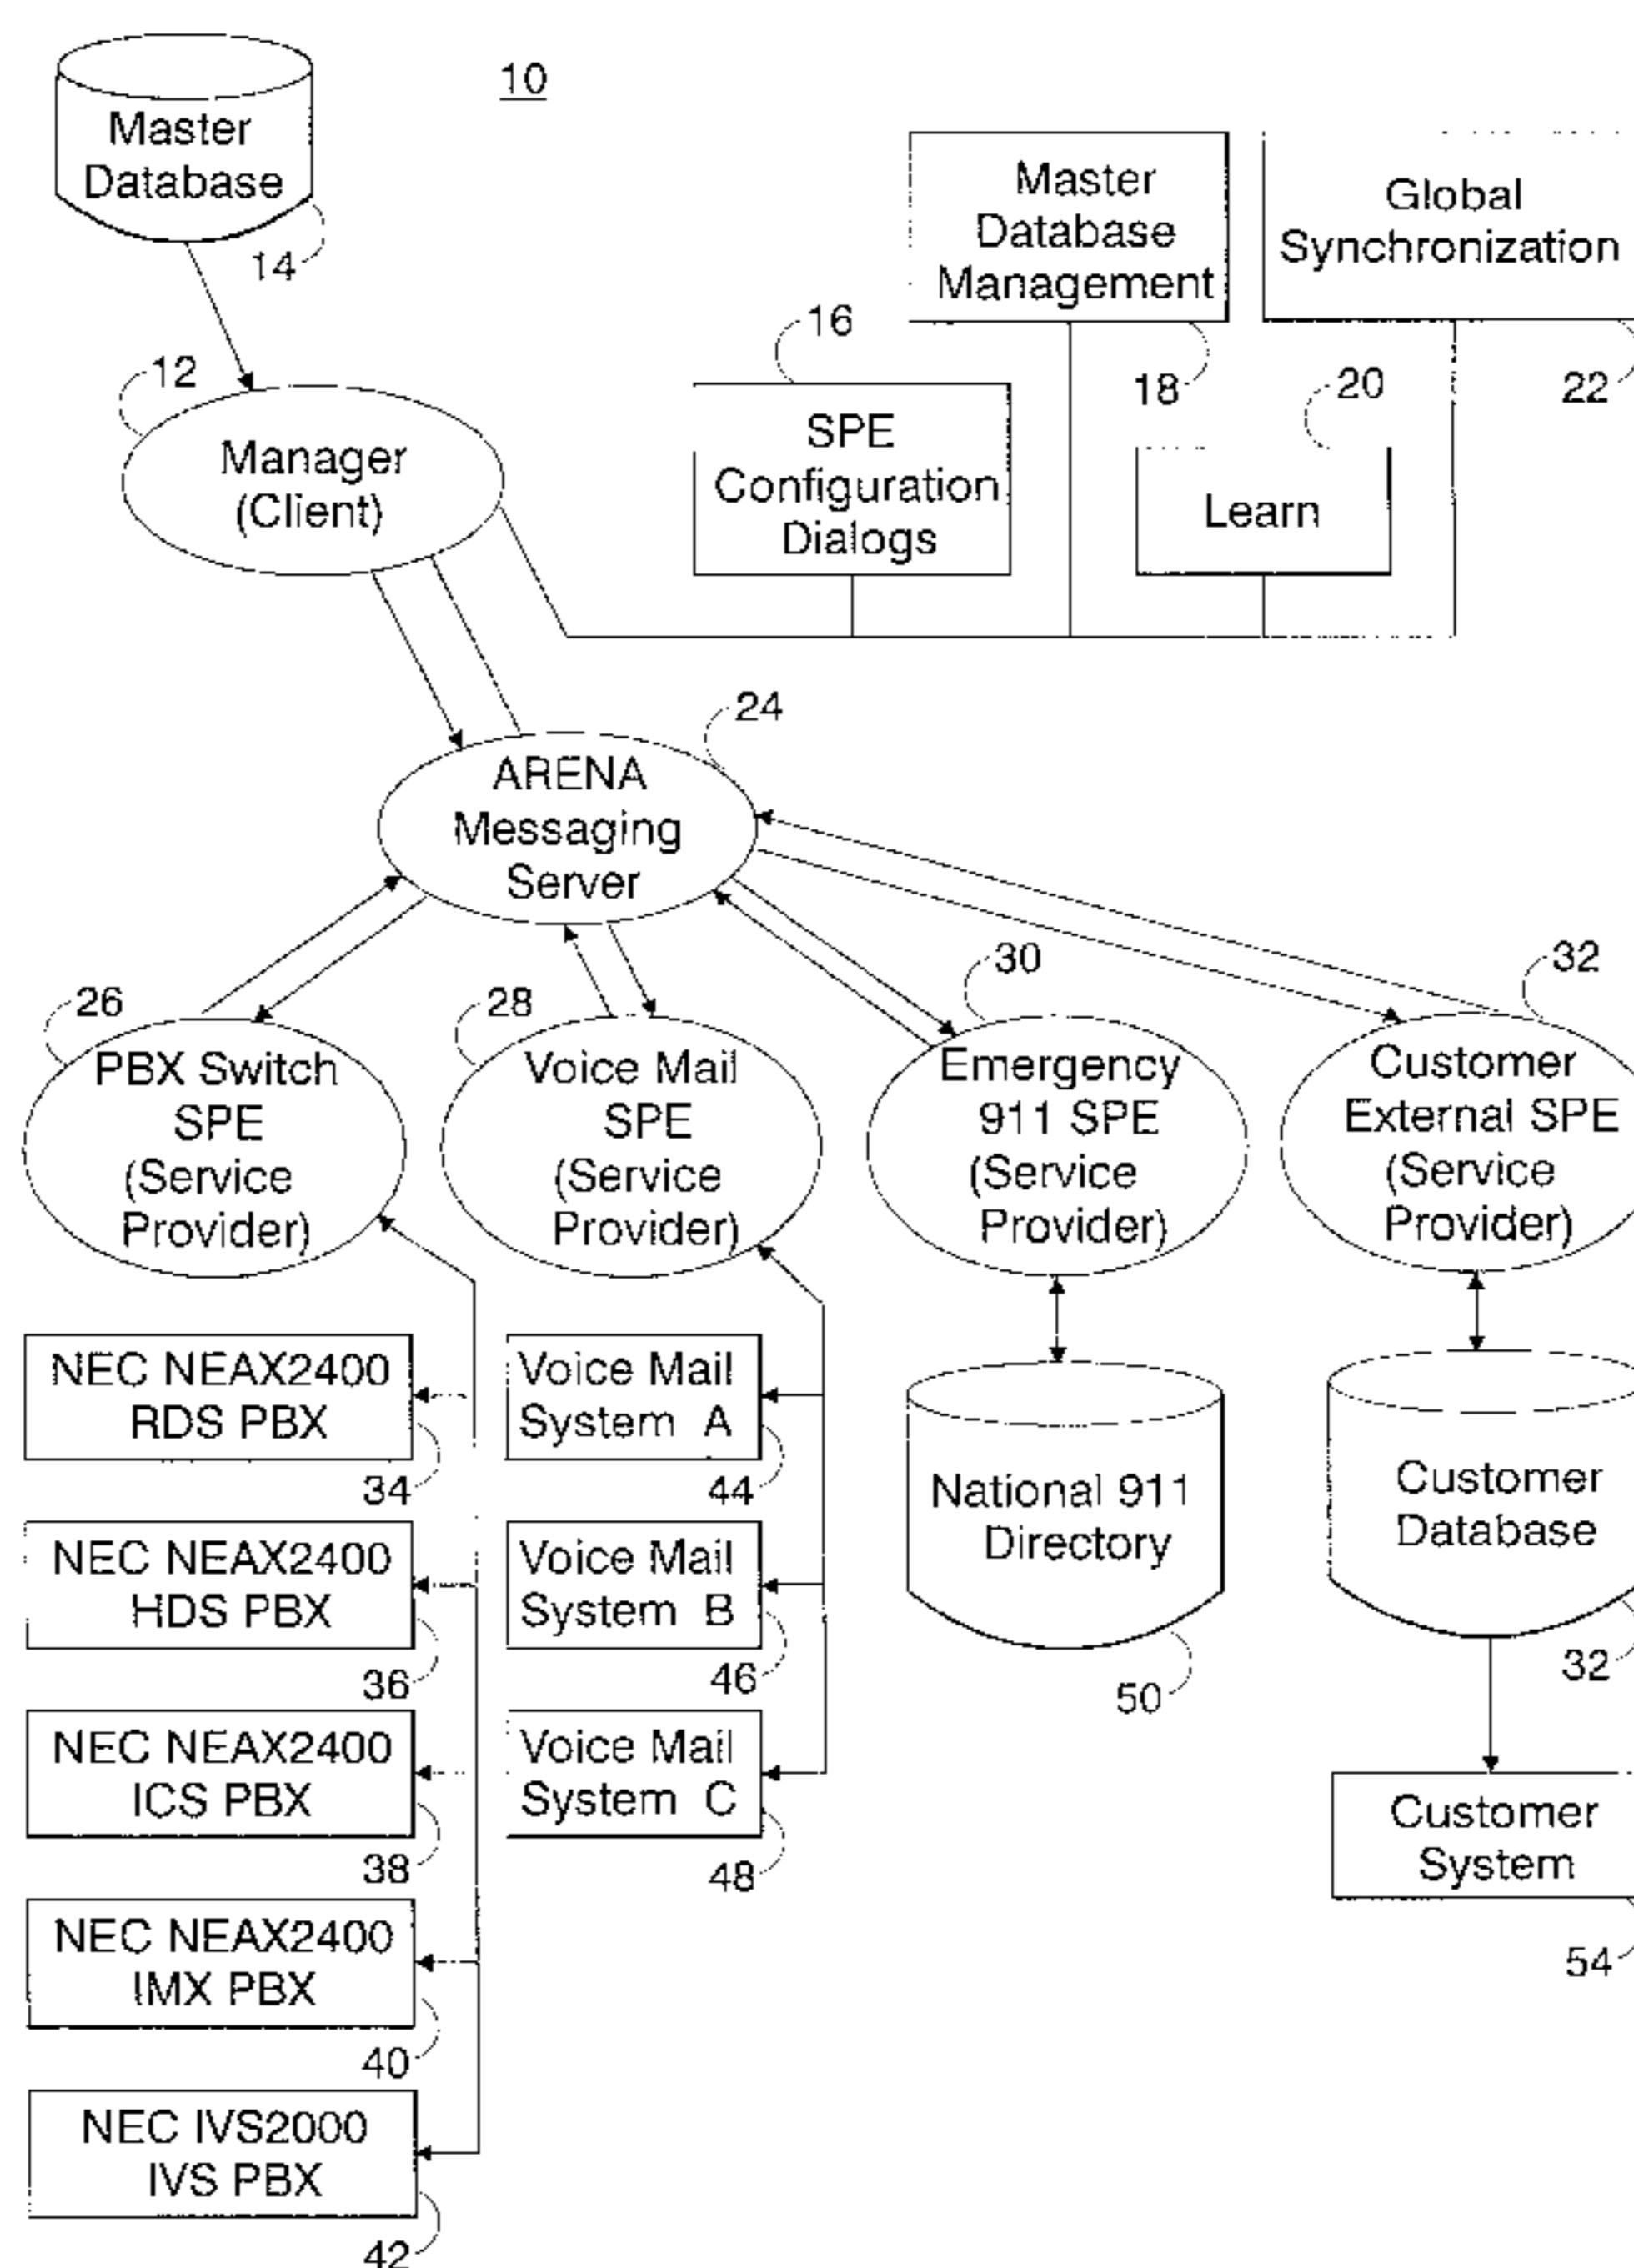 10
Master
Database
14
Master
Database
Management
18
Global
Synchronization
22
16
SPE
Configuration
Dialogs
20
Learn
12
Manager
(Client)
24
ARENA
Messaging
Server
26
PBX Switch
SPE
(Service
Provider)
28
Voice Mail
SPE
(Service
Provider)
30
Emergency
911 SPE
(Service
Provider)
32
Customer
External SPE
(Service
Provider)
NEC NEAX2400
RDS PBX
34
NEC NEAX2400
HDS PBX
36
NEC NEAX2400
ICS PBX
38
NEC NEAX2400
IMX PBX
40
NEC IVS2000
IVS PBX
42
Voice Mail
System A
44
Voice Mail
System B
46
Voice Mail
System C
48
National 911
Directory
50
Customer
Database
32
Customer
System
54